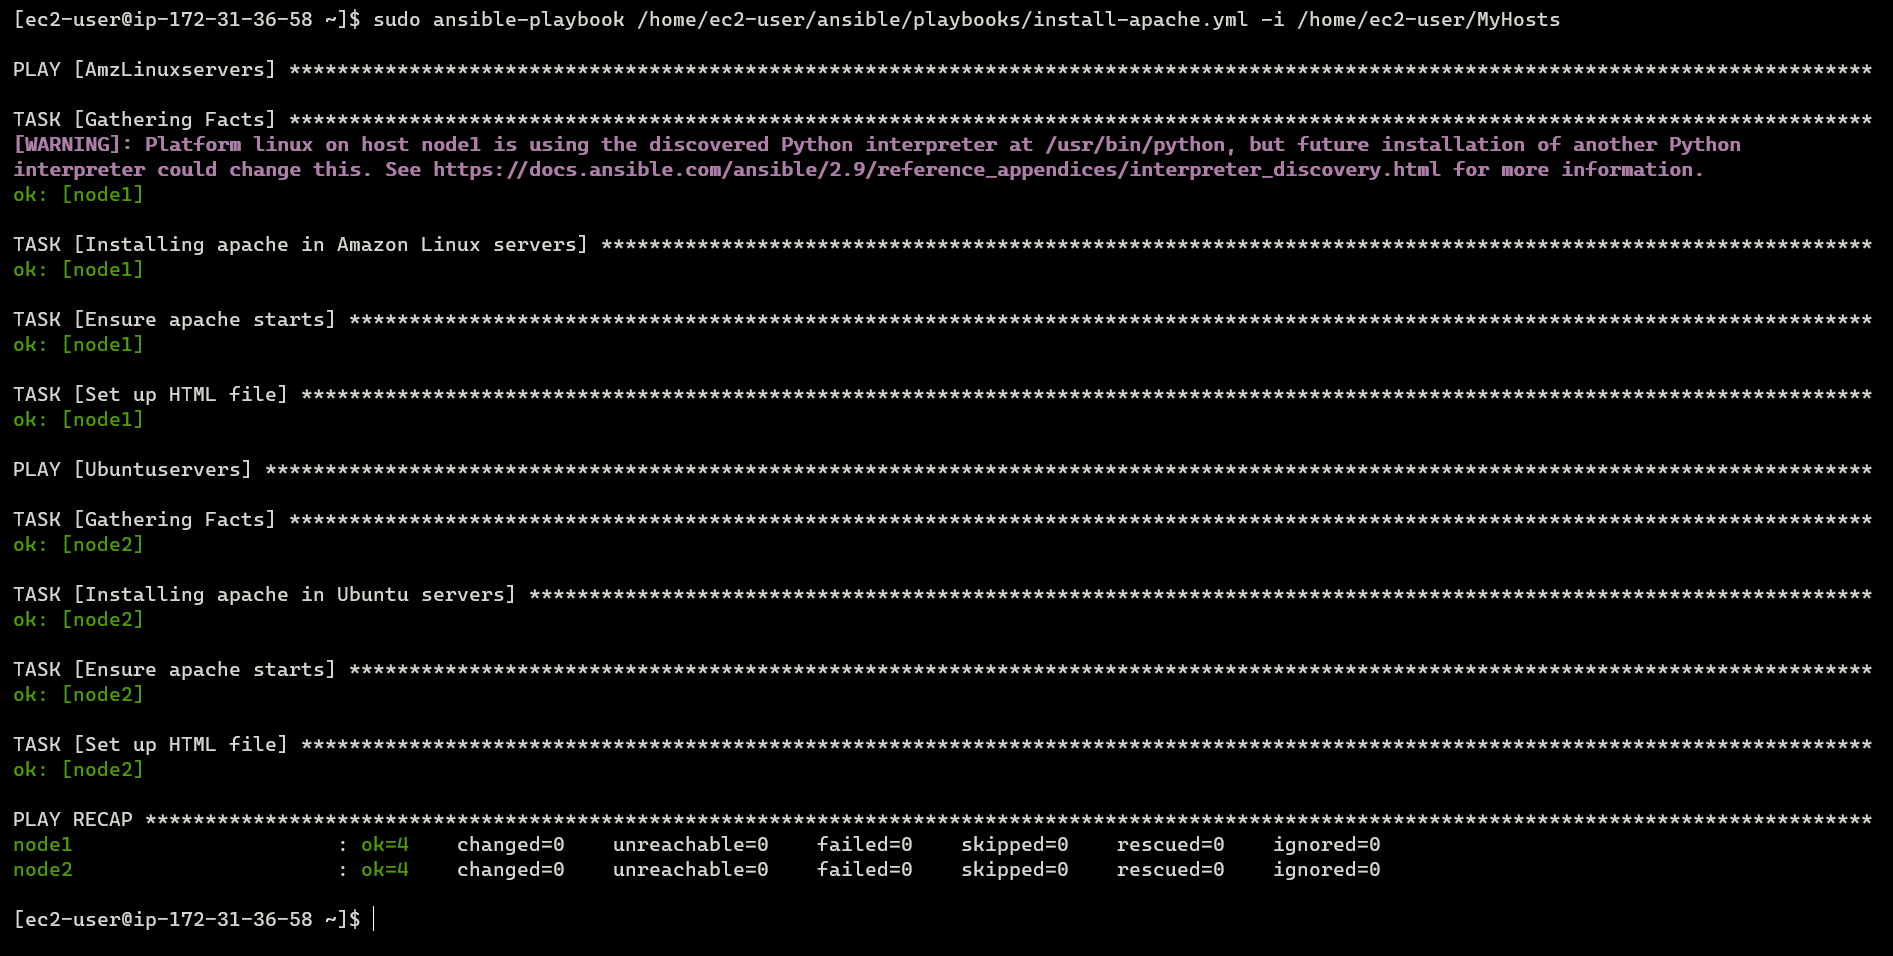 [ec2-user@ip-172-31-36-58 ~]$ sudo ansible-playbook /home/ec2-user/ansible/playbooks/install-apache.yml -i /home/ec2-user/MyHosts
PLAY [AmzLinuxservers] ************************************************************************************************************************************
TASK [Gathering Facts] ************************************************************************************************************************************
[WARNING]: Platform linux on host node1 is using the discovered Python interpreter at /usr/bin/python, but future installation of another Python
interpreter could change this. See https://docs.ansible.com/ansible/2.9/reference_appendices/interpreter_discovery.html for more information.
ok: [node1]
TASK [Installing apache in Amazon Linux servers] **********************************************************************************************************
ok: [node1]
TASK [Ensure apache starts] *******************************************************************************************************************************
ok: [node1]
TASK [Set up HTML file] ***********************************************************************************************************************************
ok: [node1]
PLAY [Ubuntuservers] **************************************************************************************************************************************
TASK [Gathering Facts] ************************************************************************************************************************************
ok: [node2]
TASK [Installing apache in Ubuntu servers] ****************************************************************************************************************
ok: [node2]
TASK [Ensure apache starts] *******************************************************************************************************************************
ok: [node2]
TASK [Set up HTML file] ***********************************************************************************************************************************
ok: [node2]
PLAY RECAP ************************************************************************************************************************************************
node1                      : ok=4    changed=0    unreachable=0    failed=0    skipped=0    rescued=0    ignored=0
node2                      : ok=4    changed=0    unreachable=0    failed=0    skipped=0    rescued=0    ignored=0
[ec2-user@ip-172-31-36-58 ~]$